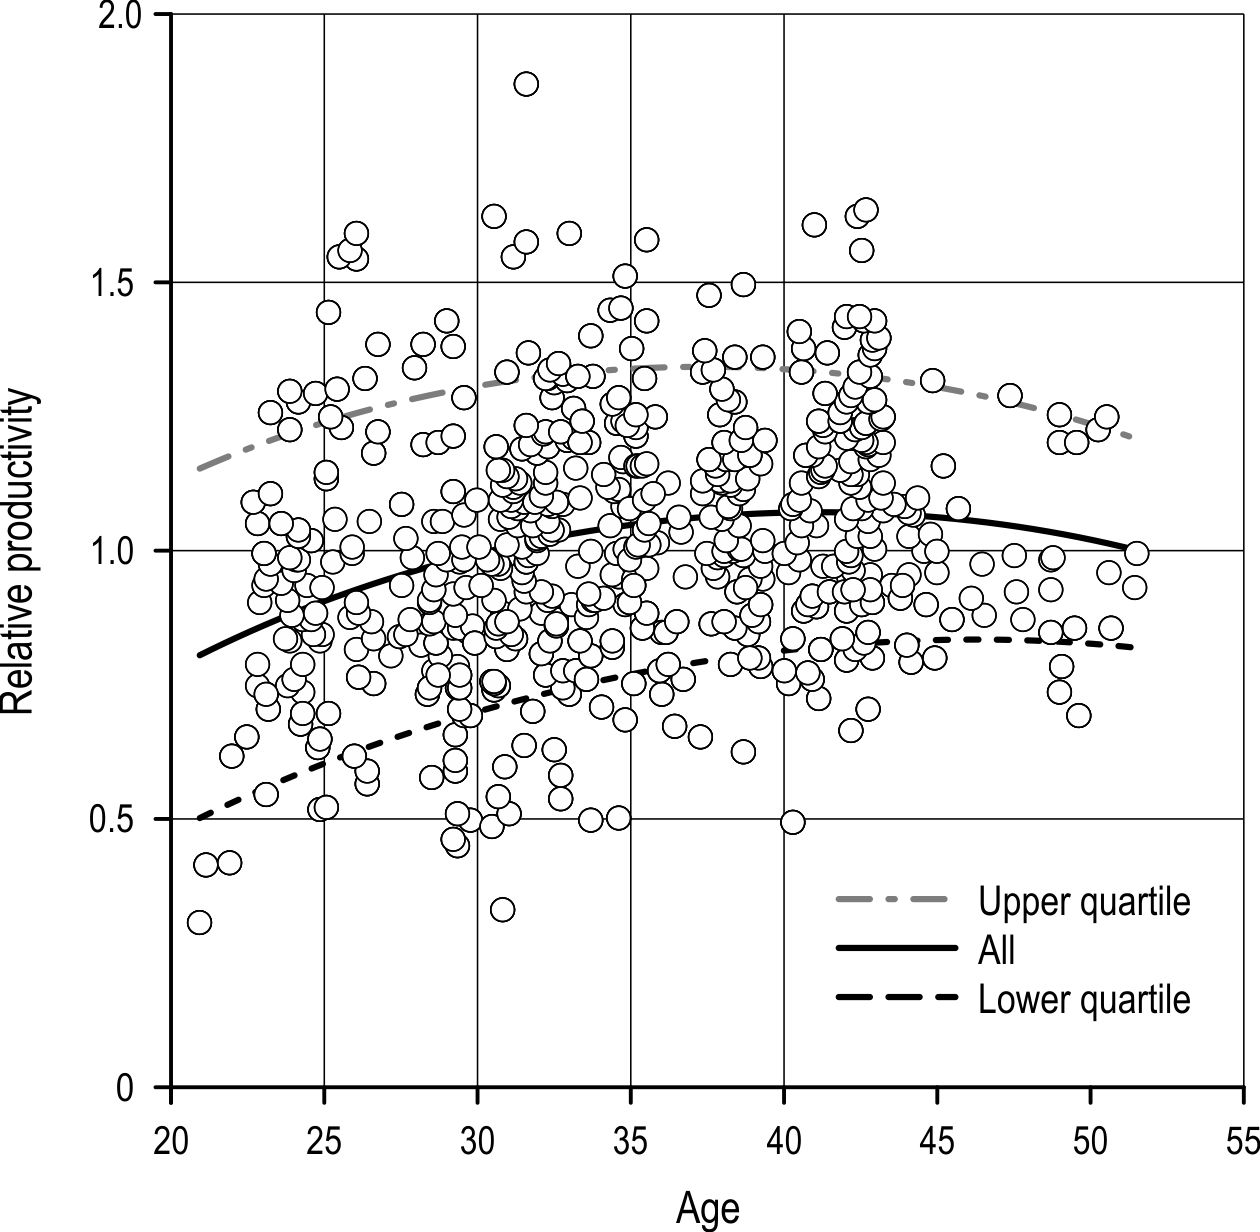 2.0
1.5
1.0
0.5
0
Relative productivity
Upper quartile
All
Lower quartile
20 25 30 35 40 45 50 55
Age